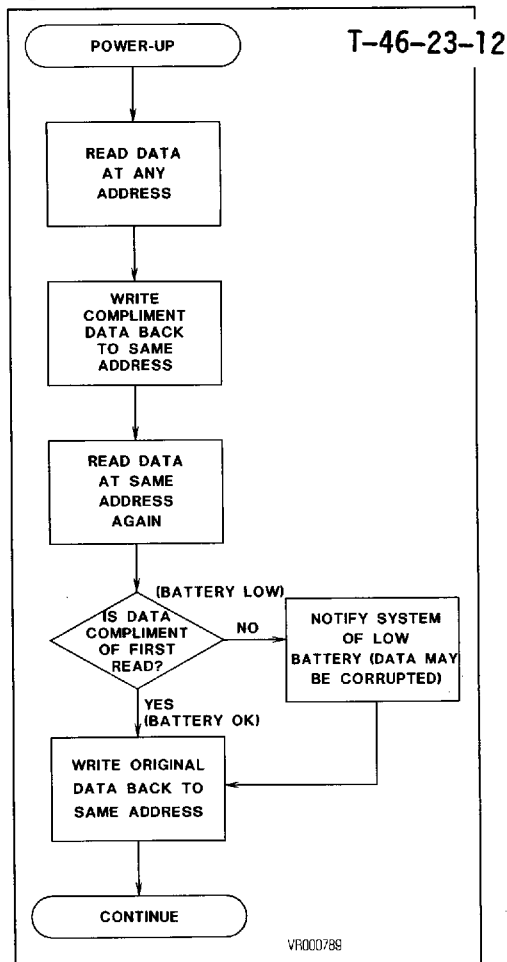 T-46-23-12
POWER-UP
READ DATA
AT ANY
ADDRESS
WRITE
COMPLIMENT
DATA BACK
TO SAME
ADDRESS
READ DATA
AT SAME
ADDRESS
AGAIN
(BATTERY LOW)
IS DATA
COMPLIMENT
OF FIRST
READ?
NO
NOTIFY SYSTEM
OF LOW
BATTERY (DATA MAY
BE CORRUPTED)
YES
(BATTERY OK)
WRITE ORIGINAL
DATA BACK TO
SAME ADDRESS
CONTINUE
VR000789